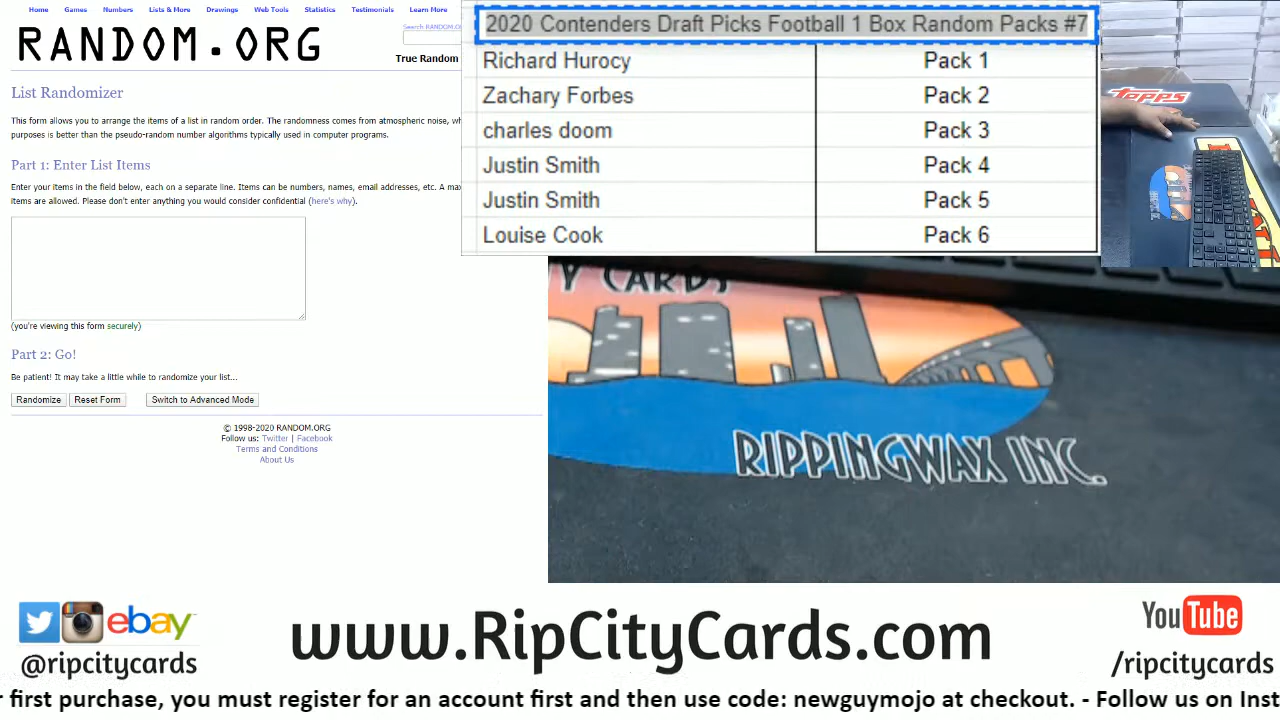 Home Games Numbers Lists & More Drawings Web Tools Statistics Testimonials Learn More
RANDOM.ORG
Search RANDOM.OR
True Random
List Randomizer
This form allows you to arrange the items of a list in random order. The randomness comes from atmospheric noise, wh
purposes is better than the pseudo-random number algorithms typically used in computer programs.
Part 1: Enter List Items
Enter your items in the field below, each on a separate line. Items can be numbers, names, email addresses, etc. A max
items are allowed. Please don't enter anything you would consider confidential (here's why).
(you're viewing this form securely)
Part 2: Go!
Be patient! It may take a little while to randomize your list...
Randomize Reset Form Switch to Advanced Mode
© 1998-2020 RANDOM.ORG
Follow us: Twitter | Facebook
Terms and Conditions
About Us
2020 Contenders Draft Picks Football 1 Box Random Packs #7
Richard Hurocy Pack 1
Zachary Forbes Pack 2
charles doom Pack 3
Justin Smith Pack 4
Justin Smith Pack 5
Louise Cook Pack 6
Topps
Y CARDS
RIPPINGWAX INC.
ebay
@ripcitycards
www.RipCityCards.com
YouTube
/ripcitycards
r first purchase, you must register for an account first and then use code: newguymojo at checkout. - Follow us on Inst